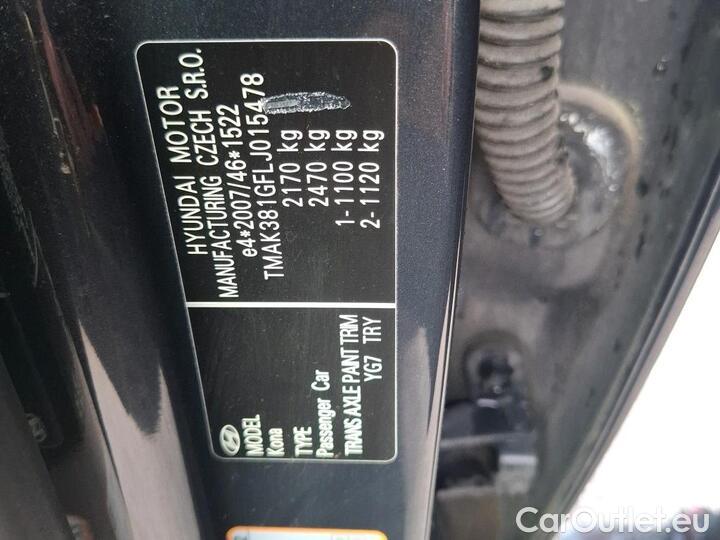 HYUNDAI MOTOR
MANUFACTURING CZECH S.R.O.
e4*2007/46*1522
TMAK381GFLJ015478
2170 kg
2470 kg
1-1100 kg
2-1120 kg
MODEL
Kona
TYPE
Passenger Car
TRANS AXLE PAINT TRIM
YG7 TRY
CarOutlet.eu